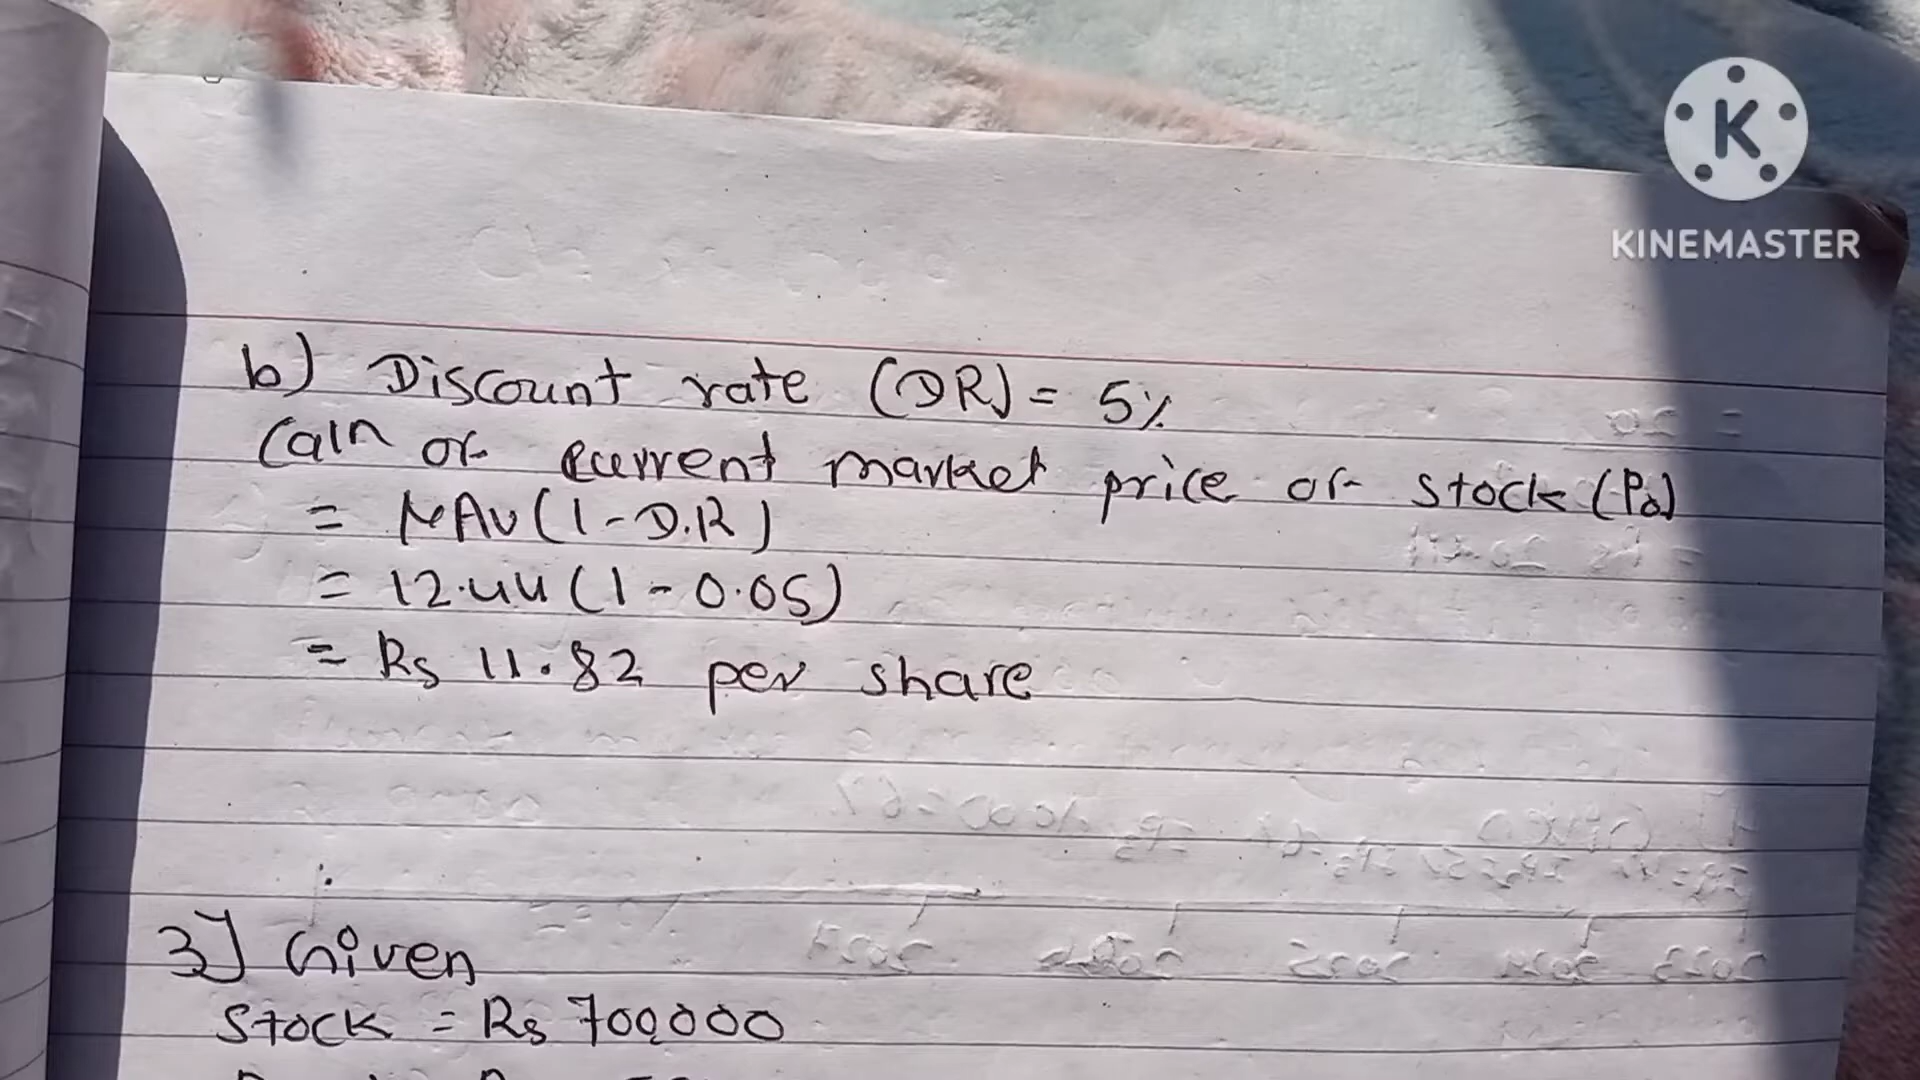 KINEMASTER
b) Discount rate (DR) = 5%
Caln of current market price of stock (P0)
= NAV (1 - D.R)
= 12.44 (1 - 0.05)
= Rs 11.82 per share
3] Given
Stock = Rs 700000